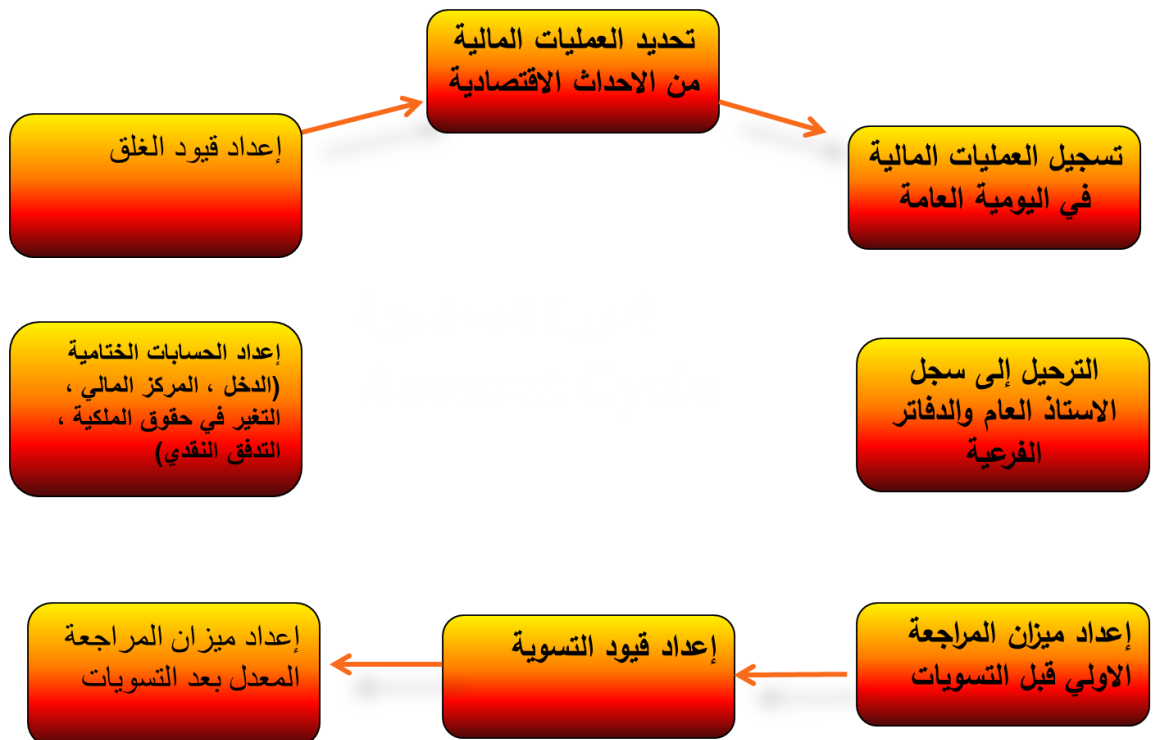 تحديد العمليات المالية
من الاحداث الاقتصادية
تسجيل العمليات المالية
في اليومية العامة
الترحيل إلى سجل
الاستاذ العام والدفاتر
الفرعية
إعداد ميزان المراجعة
الاولي قبل التسويات
إعداد قيود التسوية
إعداد ميزان المراجعة
المعدل بعد التسويات
إعداد الحسابات الختامية
(الدخل ، المركز المالي ،
التغير في حقوق الملكية ،
التدفق النقدي)
إعداد قيود الغلق